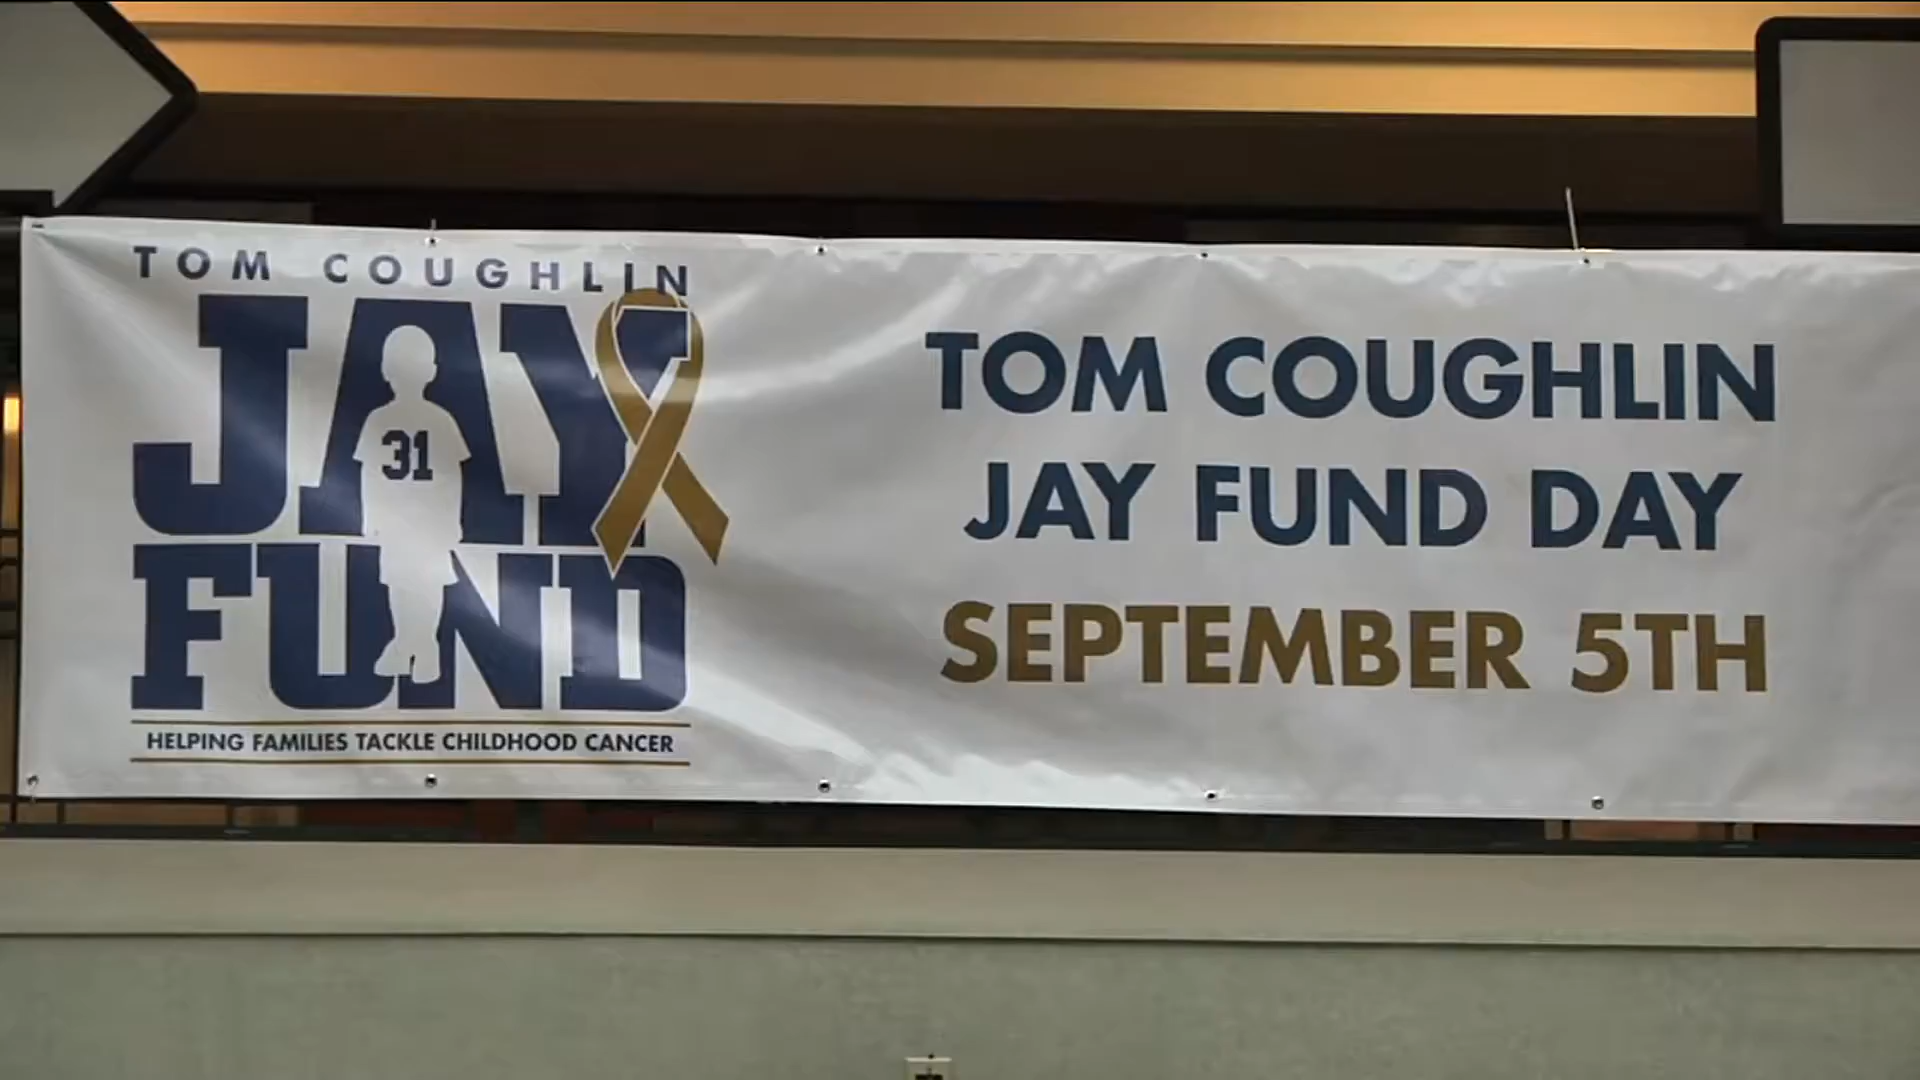 TOM COUGHLIN
JAY
31
FUND
HELPING FAMILIES TACKLE CHILDHOOD CANCER
TOM COUGHLIN
JAY FUND DAY
SEPTEMBER 5TH